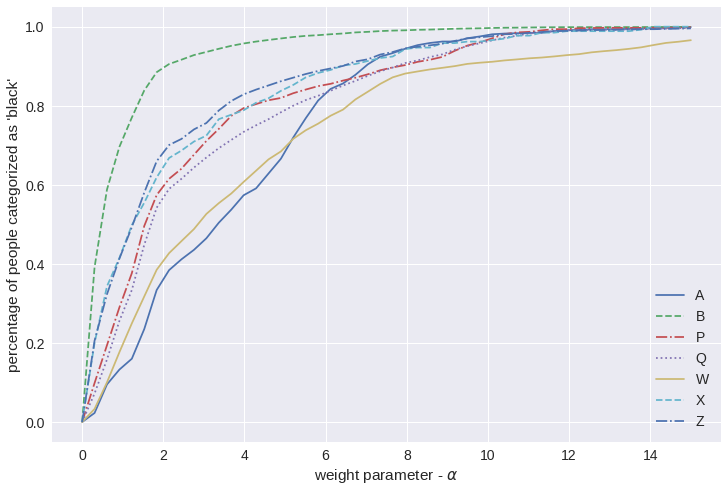 1.0
0.8
0.6
0.4
0.2
0.0
percentage of people categorized as 'black'
0 2 4 6 8 10 12 14
weight parameter - α
A
B
P
Q
W
X
Z